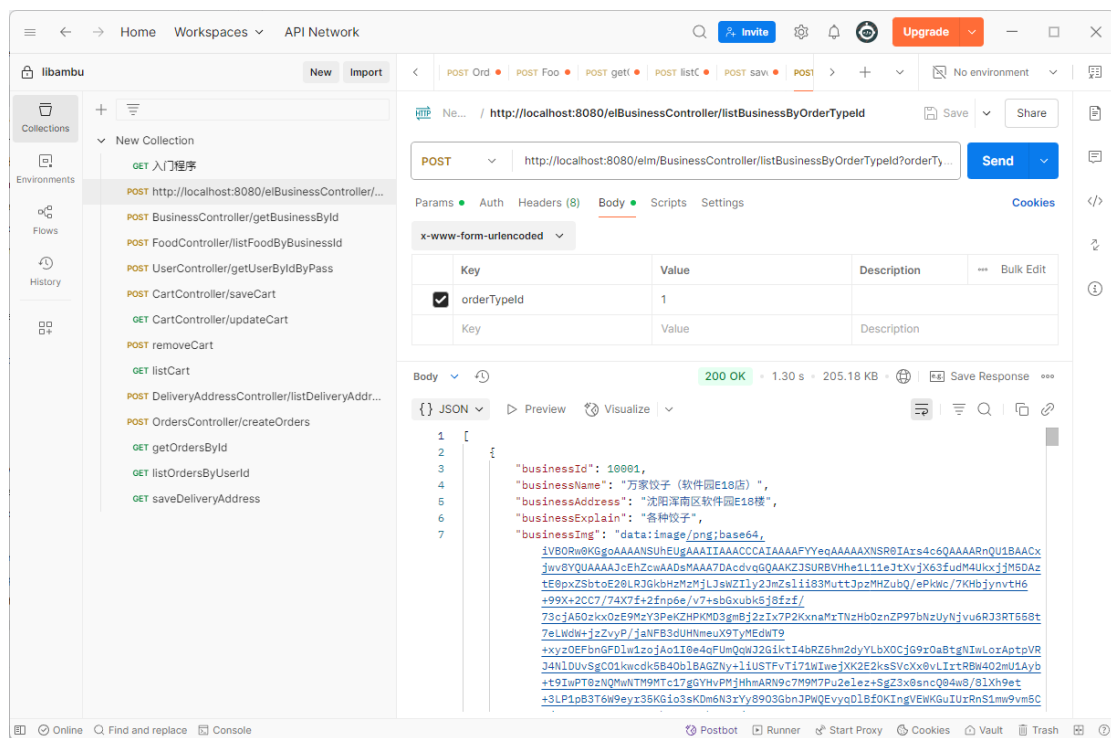 Home Workspaces API Network Invite Upgrade
libambu New Import POST Ord POST Foo POST get( POST listC POST save POST No environment
Collections
Environments
Flows
History
New Collection
GET 入门程序
POST http://localhost:8080/elBusinessController/...
POST BusinessController/getBusinessById
POST FoodController/listFoodByBusinessId
POST UserController/getUserByIdByPass
POST CartController/saveCart
GET CartController/updateCart
POST removeCart
GET listCart
POST DeliveryAddressController/listDeliveryAddr...
POST OrdersController/createOrders
GET getOrdersById
GET listOrdersByUserId
GET saveDeliveryAddress
HTTP Ne... / http://localhost:8080/elBusinessController/listBusinessByOrderTypeId Save Share
POST http://localhost:8080/elm/BusinessController/listBusinessByOrderTypeId?orderTy... Send
Params Auth Headers (8) Body Scripts Settings Cookies
x-www-form-urlencoded
Key Value Description Bulk Edit
orderTypeId 1
Key Value Description
Body 200 OK 1.30 s 205.18 KB Save Response
{} JSON Preview Visualize
1 [
2 {
3 "businessId": 10001,
4 "businessName": "万家饺子（软件园E18店）",
5 "businessAddress": "沈阳浑南区软件园E18楼",
6 "businessExplain": "各种饺子",
7 "businessImg": "data:image/png;base64,
Online Find and replace Console Postbot Runner Start Proxy Cookies Vault Trash